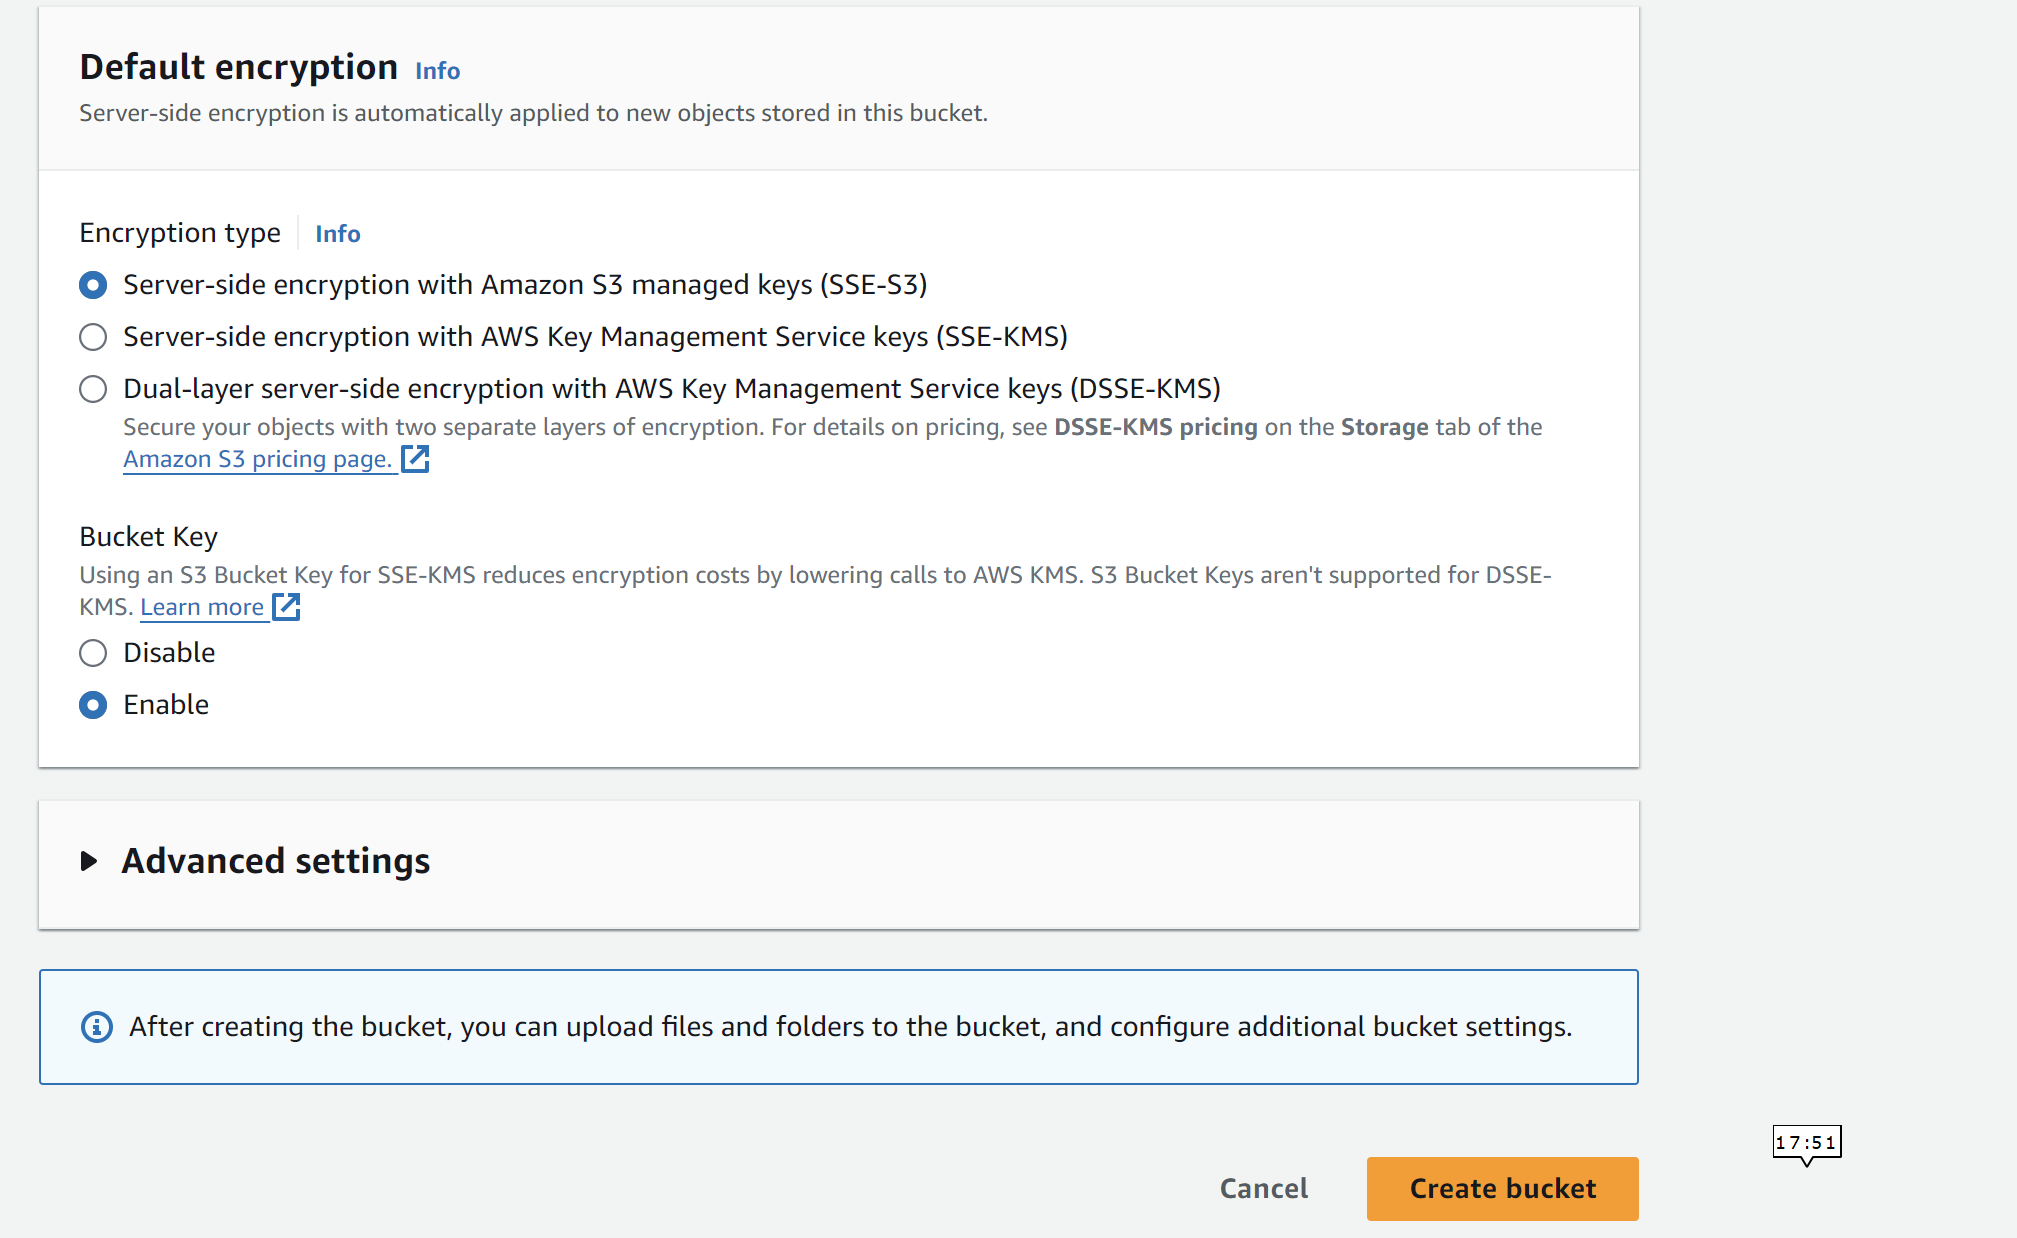 Default encryption Info
Server-side encryption is automatically applied to new objects stored in this bucket.
Encryption type Info
Server-side encryption with Amazon S3 managed keys (SSE-S3)
Server-side encryption with AWS Key Management Service keys (SSE-KMS)
Dual-layer server-side encryption with AWS Key Management Service keys (DSSE-KMS)
Secure your objects with two separate layers of encryption. For details on pricing, see DSSE-KMS pricing on the Storage tab of the
Amazon S3 pricing page.
Bucket Key
Using an S3 Bucket Key for SSE-KMS reduces encryption costs by lowering calls to AWS KMS. S3 Bucket Keys aren't supported for DSSE-
KMS. Learn more
Disable
Enable
Advanced settings
After creating the bucket, you can upload files and folders to the bucket, and configure additional bucket settings.
17:51
Cancel Create bucket